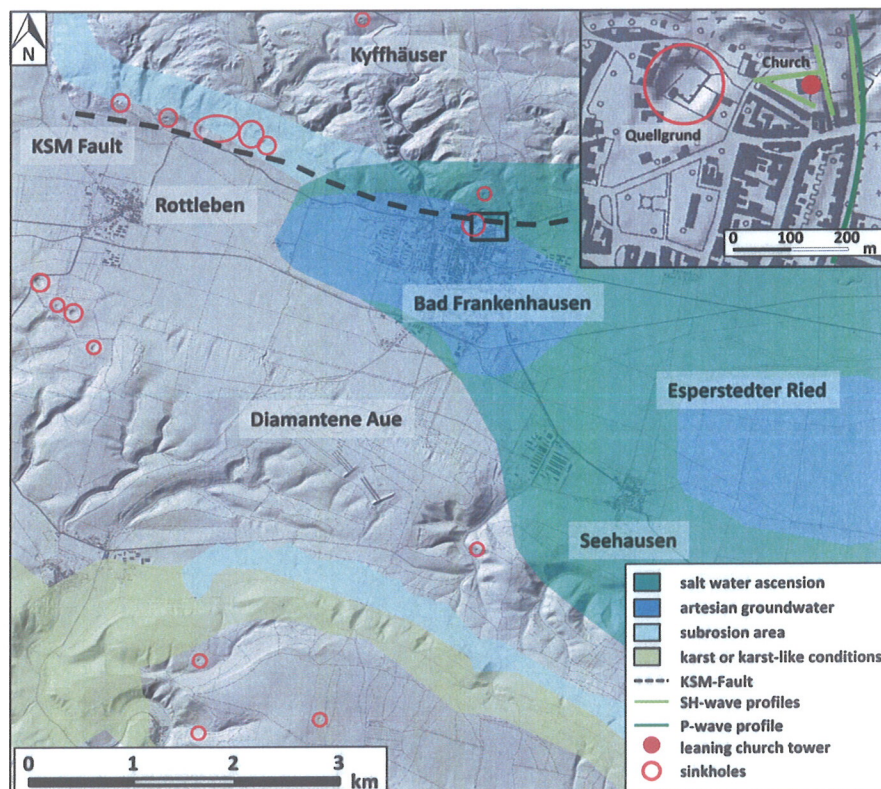 N
Kyffhäuser
KSM Fault
Rottleben
Bad Frankenhausen
Esperstedter Ried
Diamantene Aue
Seehausen
Church
Quellgrund
0 100 200
m
salt water ascension
artesian groundwater
subrosion area
karst or karst-like conditions
KSM-Fault
SH-wave profiles
P-wave profile
leaning church tower
sinkholes
0 1 2 3
km